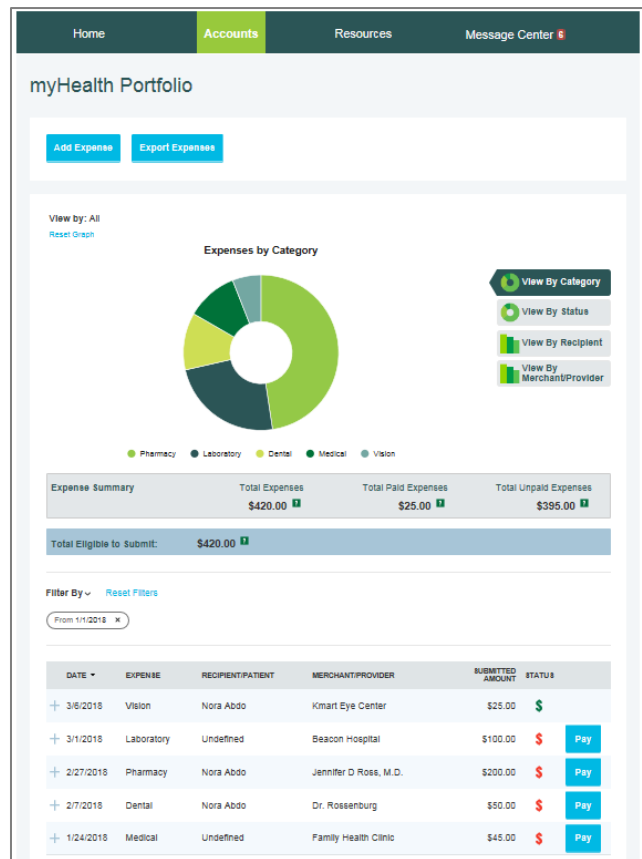 Home Accounts Resources Message Center 6
myHealth Portfolio
Add Expense Export Expenses
View by: All
Reset Graph
Expenses by Category
View By Category
View By Status
View By Recipient
View By
Merchant/Provider
Pharmacy Laboratory Dental Medical Vision
Expense Summary Total Expenses Total Paid Expenses Total Unpaid Expenses
$420.00 ? $25.00 ? $395.00 ?
Total Eligible to Submit: $420.00 ?
Filter By Reset Filters
From 1/1/2018 ×
DATE EXPENSE RECIPIENT/PATIENT MERCHANT/PROVIDER SUBMITTED AMOUNT STATUS
+ 3/6/2018 Vision Nora Abdo Kmart Eye Center $25.00 $
+ 3/1/2018 Laboratory Undefined Beacon Hospital $100.00 $ Pay
+ 2/27/2018 Pharmacy Nora Abdo Jennifer D Ross, M.D. $200.00 $ Pay
+ 2/7/2018 Dental Nora Abdo Dr. Rossenburg $50.00 $ Pay
+ 1/24/2018 Medical Undefined Family Health Clinic $45.00 $ Pay